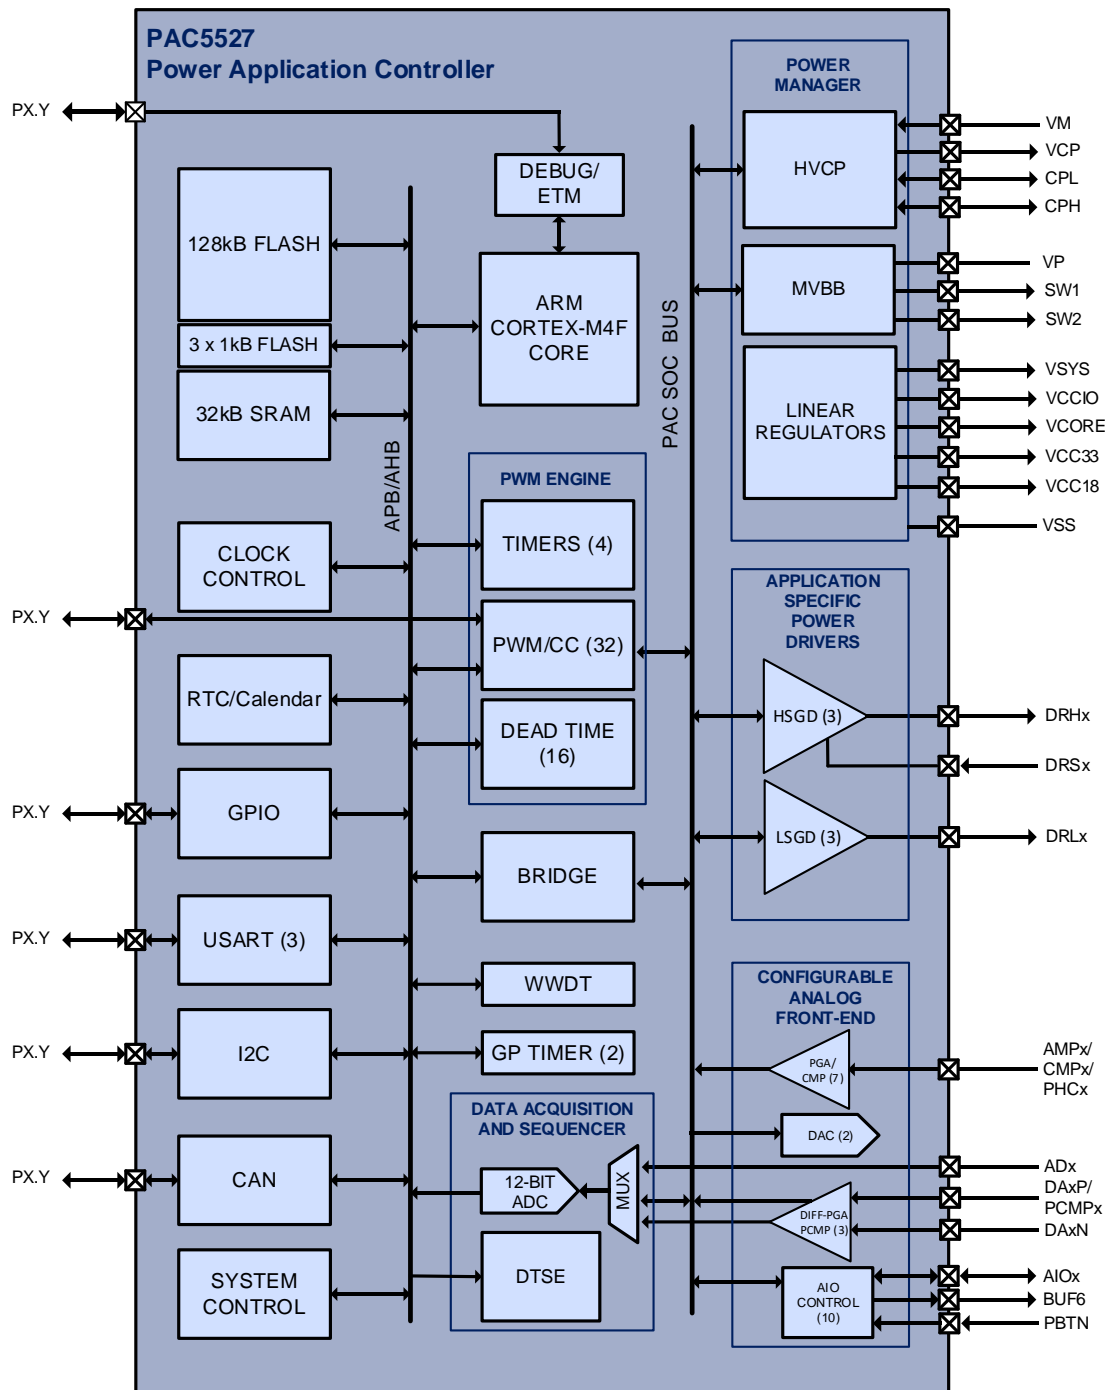 PAC5527
Power Application Controller
PX.Y
DEBUG/
ETM
128kB FLASH
3 x 1kB FLASH
32kB SRAM
ARM
CORTEX-M4F
CORE
APB/AHB
PAC SOC BUS
POWER
MANAGER
HVCP
VM
VCP
CPL
CPH
MVBB
VP
SW1
SW2
LINEAR
REGULATORS
VSYS
VCCIO
VCORE
VCC33
VCC18
VSS
PWM ENGINE
TIMERS (4)
CLOCK
CONTROL
PX.Y
PWM/CC (32)
RTC/Calendar
DEAD TIME
(16)
APPLICATION
SPECIFIC
POWER
DRIVERS
HSGD (3)
DRHx
DRSx
LSGD (3)
DRLx
PX.Y
GPIO
BRIDGE
PX.Y
USART (3)
WWDT
PX.Y
I2C
GP TIMER (2)
CONFIGURABLE
ANALOG
FRONT-END
PGA/
CMP (7)
AMPx/
CMPx/
PHCx
DAC (2)
DATA ACQUISITION
AND SEQUENCER
PX.Y
CAN
12-BIT
ADC
MUX
ADx
DAxP/
PCMPx
DIFF-PGA
PCMP (3)
DAxN
SYSTEM
CONTROL
DTSE
AIO
CONTROL
(10)
AIOx
BUF6
PBTN